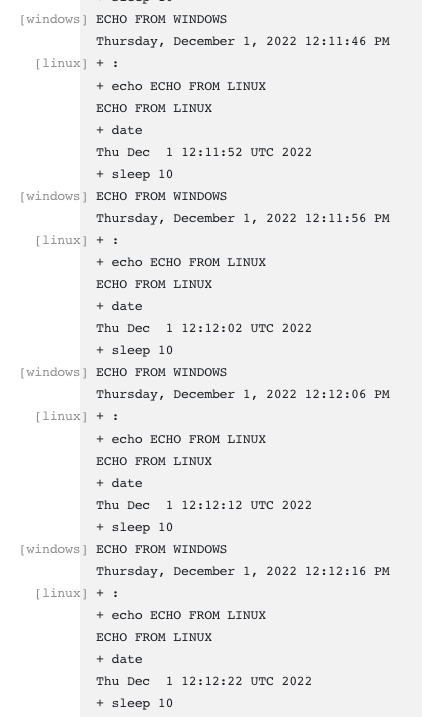 + sleep 10
[windows] ECHO FROM WINDOWS
Thursday, December 1, 2022 12:11:46 PM
[linux] + :
+ echo ECHO FROM LINUX
ECHO FROM LINUX
+ date
Thu Dec  1 12:11:52 UTC 2022
+ sleep 10
[windows] ECHO FROM WINDOWS
Thursday, December 1, 2022 12:11:56 PM
[linux] + :
+ echo ECHO FROM LINUX
ECHO FROM LINUX
+ date
Thu Dec  1 12:12:02 UTC 2022
+ sleep 10
[windows] ECHO FROM WINDOWS
Thursday, December 1, 2022 12:12:06 PM
[linux] + :
+ echo ECHO FROM LINUX
ECHO FROM LINUX
+ date
Thu Dec  1 12:12:12 UTC 2022
+ sleep 10
[windows] ECHO FROM WINDOWS
Thursday, December 1, 2022 12:12:16 PM
[linux] + :
+ echo ECHO FROM LINUX
ECHO FROM LINUX
+ date
Thu Dec  1 12:12:22 UTC 2022
+ sleep 10